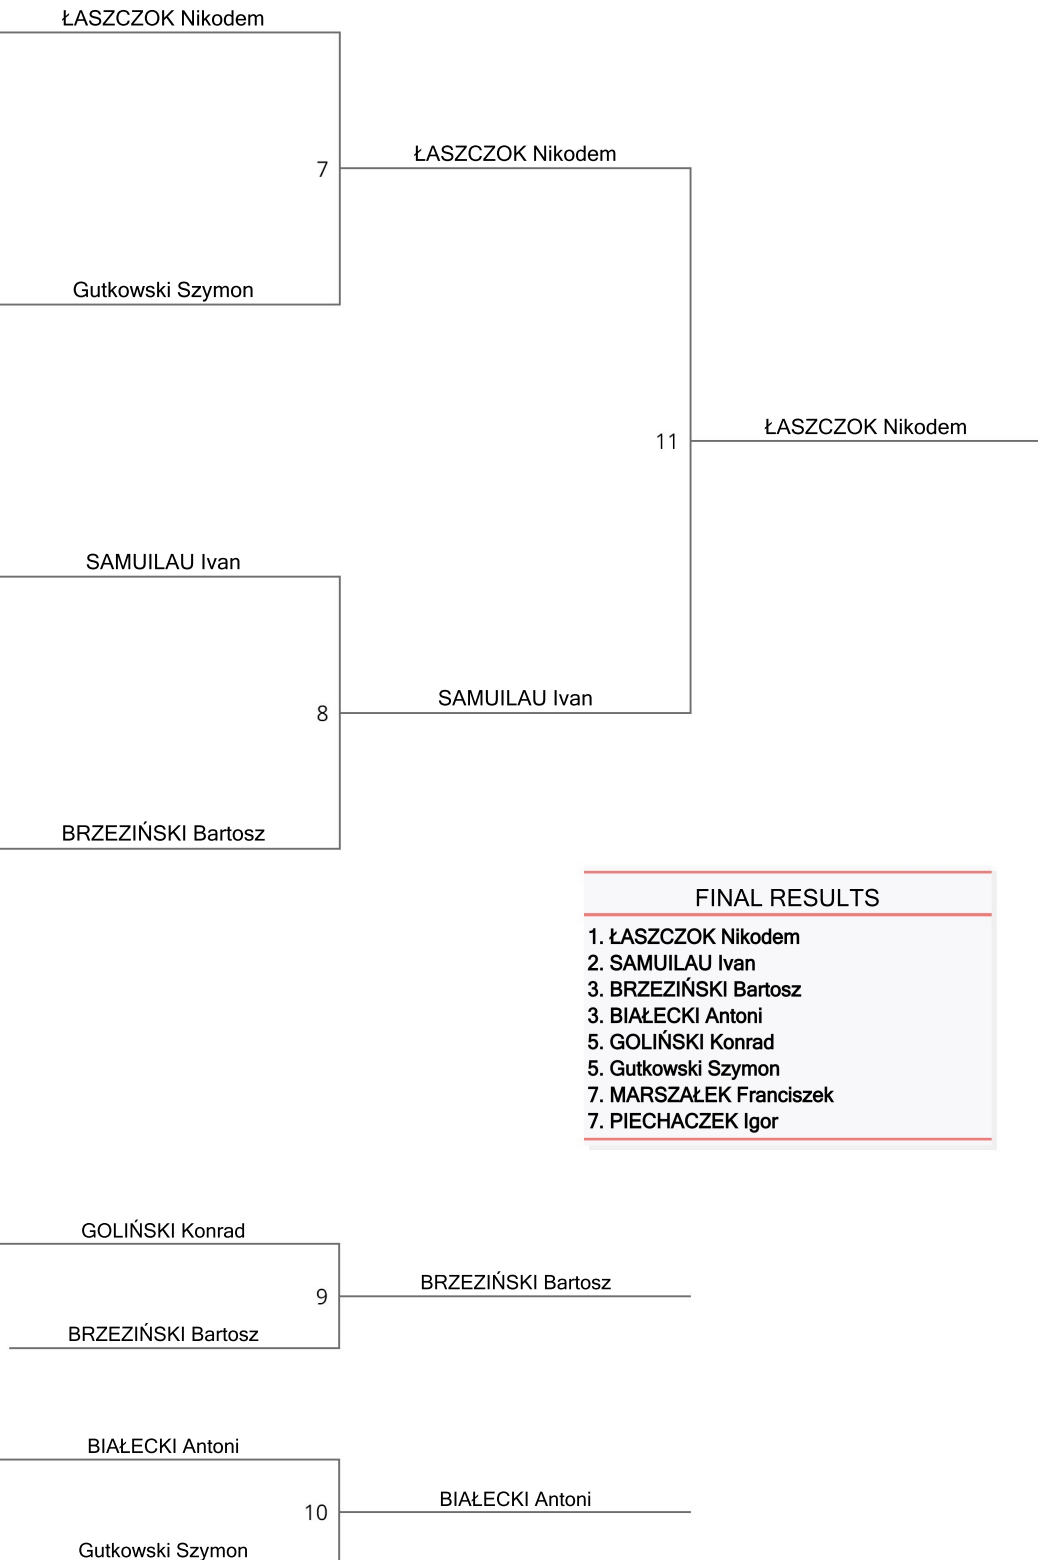 ŁASZCZOK Nikodem
ŁASZCZOK Nikodem
7
Gutkowski Szymon
ŁASZCZOK Nikodem
11
SAMUILAU Ivan
SAMUILAU Ivan
8
BRZEZIŃSKI Bartosz
FINAL RESULTS
1. ŁASZCZOK Nikodem
2. SAMUILAU Ivan
3. BRZEZIŃSKI Bartosz
3. BIAŁECKI Antoni
5. GOLIŃSKI Konrad
5. Gutkowski Szymon
7. MARSZAŁEK Franciszek
7. PIECHACZEK Igor
GOLIŃSKI Konrad
BRZEZIŃSKI Bartosz
9
BRZEZIŃSKI Bartosz
BIAŁECKI Antoni
BIAŁECKI Antoni
10
Gutkowski Szymon